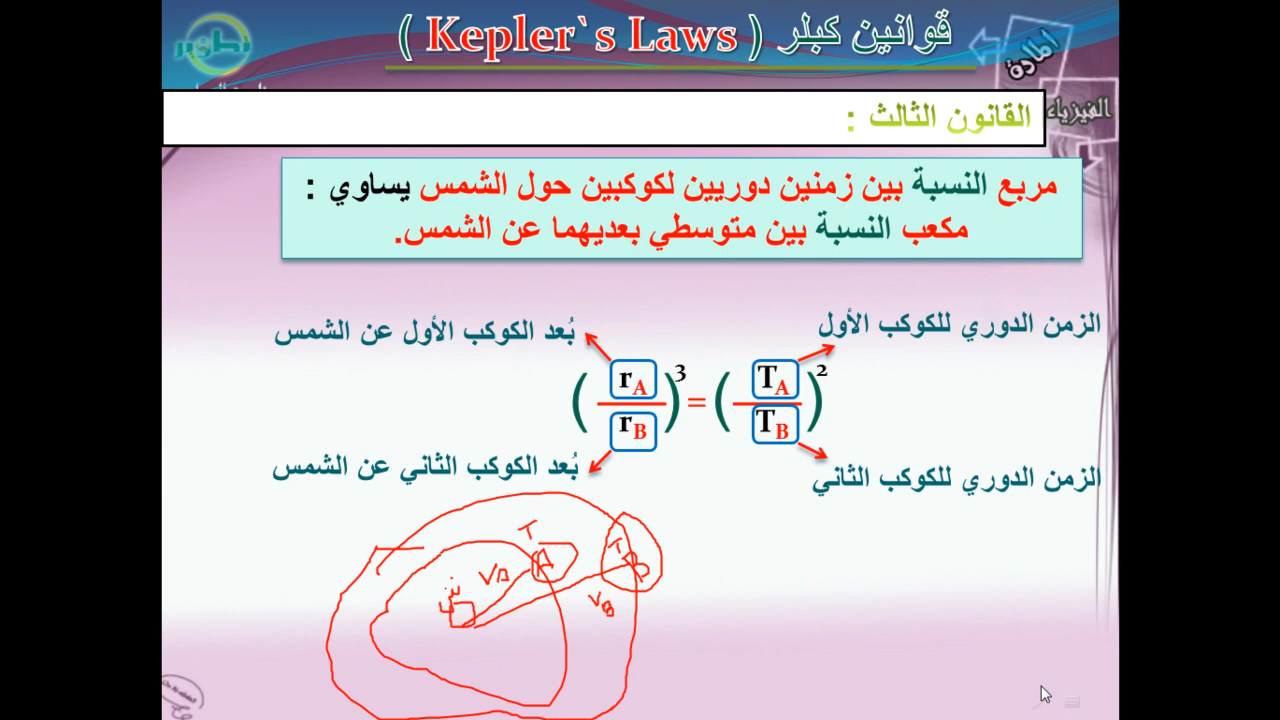 قوانين كبلر ( Kepler`s Laws )
تطوير
المادة
الفيزياء
القانون الثالث :
مربع النسبة بين زمنين دوريين لكوكبين حول الشمس يساوي :
مكعب النسبة بين متوسطي بعديهما عن الشمس.
الزمن الدوري للكوكب الأول
بُعد الكوكب الأول عن الشمس
(rA/rB)³ = (TA/TB)²
الزمن الدوري للكوكب الثاني
بُعد الكوكب الثاني عن الشمس
T
T
A
B
ش